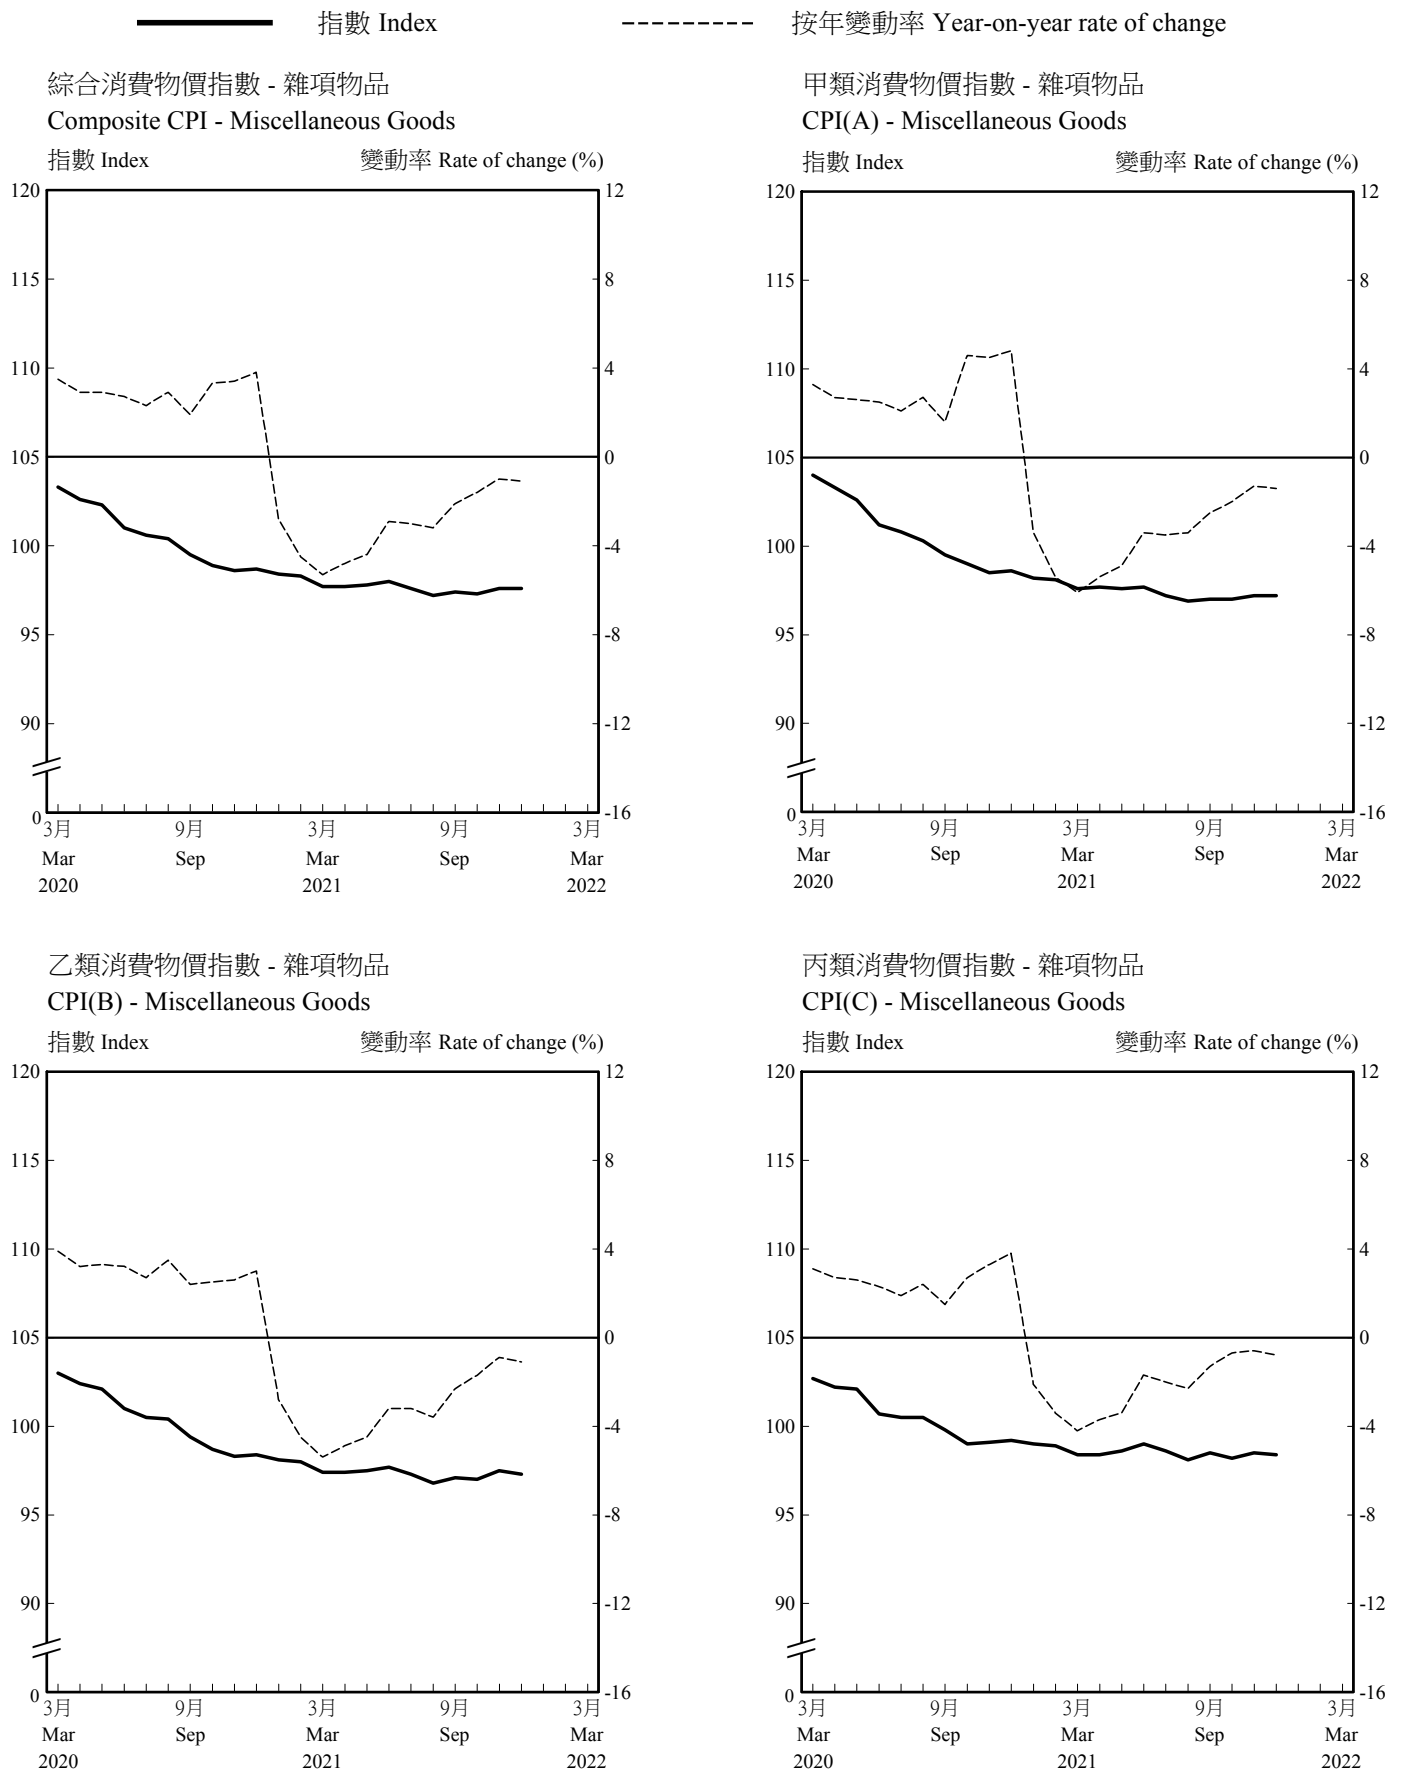 指數 Index 按年變動率 Year-on-year rate of change
綜合消費物價指數 - 雜項物品
Composite CPI - Miscellaneous Goods
指數 Index 變動率 Rate of change (%)
120 12
115 8
110 4
105 0
100 -4
95 -8
90 -12
0 -16
3月 9月 3月 9月 3月
Mar Sep Mar Sep Mar
2020 2021 2022
甲類消費物價指數 - 雜項物品
CPI(A) - Miscellaneous Goods
指數 Index 變動率 Rate of change (%)
120 12
115 8
110 4
105 0
100 -4
95 -8
90 -12
0 -16
3月 9月 3月 9月 3月
Mar Sep Mar Sep Mar
2020 2021 2022
乙類消費物價指數 - 雜項物品
CPI(B) - Miscellaneous Goods
指數 Index 變動率 Rate of change (%)
120 12
115 8
110 4
105 0
100 -4
95 -8
90 -12
0 -16
3月 9月 3月 9月 3月
Mar Sep Mar Sep Mar
2020 2021 2022
丙類消費物價指數 - 雜項物品
CPI(C) - Miscellaneous Goods
指數 Index 變動率 Rate of change (%)
120 12
115 8
110 4
105 0
100 -4
95 -8
90 -12
0 -16
3月 9月 3月 9月 3月
Mar Sep Mar Sep Mar
2020 2021 2022